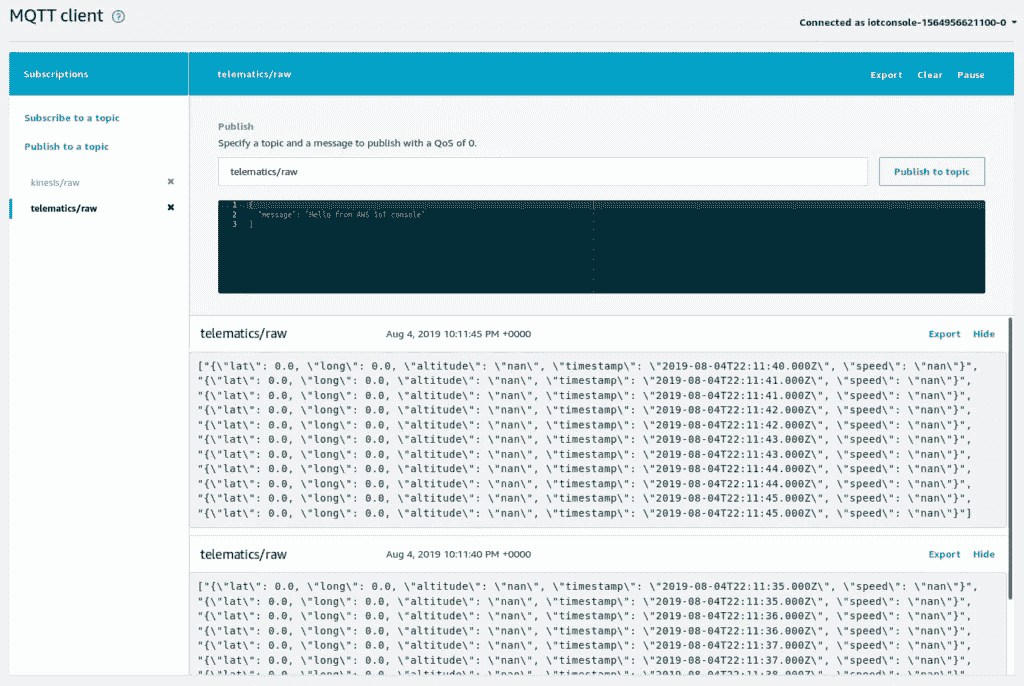 MQTT client ?
Connected as iotconsole-1564956621100-0
Subscriptions
telematics/raw
Export Clear Pause
Subscribe to a topic
Publish to a topic
kinesis/raw ×
telematics/raw ×
Publish
Specify a topic and a message to publish with a QoS of 0.
telematics/raw
Publish to topic
1 {
2 "message": "Hello from AWS IoT console"
3 }
telematics/raw Aug 4, 2019 10:11:45 PM +0000 Export Hide
["{\"lat\": 0.0, \"long\": 0.0, \"altitude\": \"nan\", \"timestamp\": \"2019-08-04T22:11:40.000Z\", \"speed\": \"nan\"}",
"{\"lat\": 0.0, \"long\": 0.0, \"altitude\": \"nan\", \"timestamp\": \"2019-08-04T22:11:41.000Z\", \"speed\": \"nan\"}",
"{\"lat\": 0.0, \"long\": 0.0, \"altitude\": \"nan\", \"timestamp\": \"2019-08-04T22:11:41.000Z\", \"speed\": \"nan\"}",
"{\"lat\": 0.0, \"long\": 0.0, \"altitude\": \"nan\", \"timestamp\": \"2019-08-04T22:11:42.000Z\", \"speed\": \"nan\"}",
"{\"lat\": 0.0, \"long\": 0.0, \"altitude\": \"nan\", \"timestamp\": \"2019-08-04T22:11:42.000Z\", \"speed\": \"nan\"}",
"{\"lat\": 0.0, \"long\": 0.0, \"altitude\": \"nan\", \"timestamp\": \"2019-08-04T22:11:43.000Z\", \"speed\": \"nan\"}",
"{\"lat\": 0.0, \"long\": 0.0, \"altitude\": \"nan\", \"timestamp\": \"2019-08-04T22:11:43.000Z\", \"speed\": \"nan\"}",
"{\"lat\": 0.0, \"long\": 0.0, \"altitude\": \"nan\", \"timestamp\": \"2019-08-04T22:11:44.000Z\", \"speed\": \"nan\"}",
"{\"lat\": 0.0, \"long\": 0.0, \"altitude\": \"nan\", \"timestamp\": \"2019-08-04T22:11:44.000Z\", \"speed\": \"nan\"}",
"{\"lat\": 0.0, \"long\": 0.0, \"altitude\": \"nan\", \"timestamp\": \"2019-08-04T22:11:45.000Z\", \"speed\": \"nan\"}",
"{\"lat\": 0.0, \"long\": 0.0, \"altitude\": \"nan\", \"timestamp\": \"2019-08-04T22:11:45.000Z\", \"speed\": \"nan\"}"]
telematics/raw Aug 4, 2019 10:11:40 PM +0000 Export Hide
["{\"lat\": 0.0, \"long\": 0.0, \"altitude\": \"nan\", \"timestamp\": \"2019-08-04T22:11:35.000Z\", \"speed\": \"nan\"}",
"{\"lat\": 0.0, \"long\": 0.0, \"altitude\": \"nan\", \"timestamp\": \"2019-08-04T22:11:35.000Z\", \"speed\": \"nan\"}",
"{\"lat\": 0.0, \"long\": 0.0, \"altitude\": \"nan\", \"timestamp\": \"2019-08-04T22:11:36.000Z\", \"speed\": \"nan\"}",
"{\"lat\": 0.0, \"long\": 0.0, \"altitude\": \"nan\", \"timestamp\": \"2019-08-04T22:11:36.000Z\", \"speed\": \"nan\"}",
"{\"lat\": 0.0, \"long\": 0.0, \"altitude\": \"nan\", \"timestamp\": \"2019-08-04T22:11:37.000Z\", \"speed\": \"nan\"}",
"{\"lat\": 0.0, \"long\": 0.0, \"altitude\": \"nan\", \"timestamp\": \"2019-08-04T22:11:37.000Z\", \"speed\": \"nan\"}",